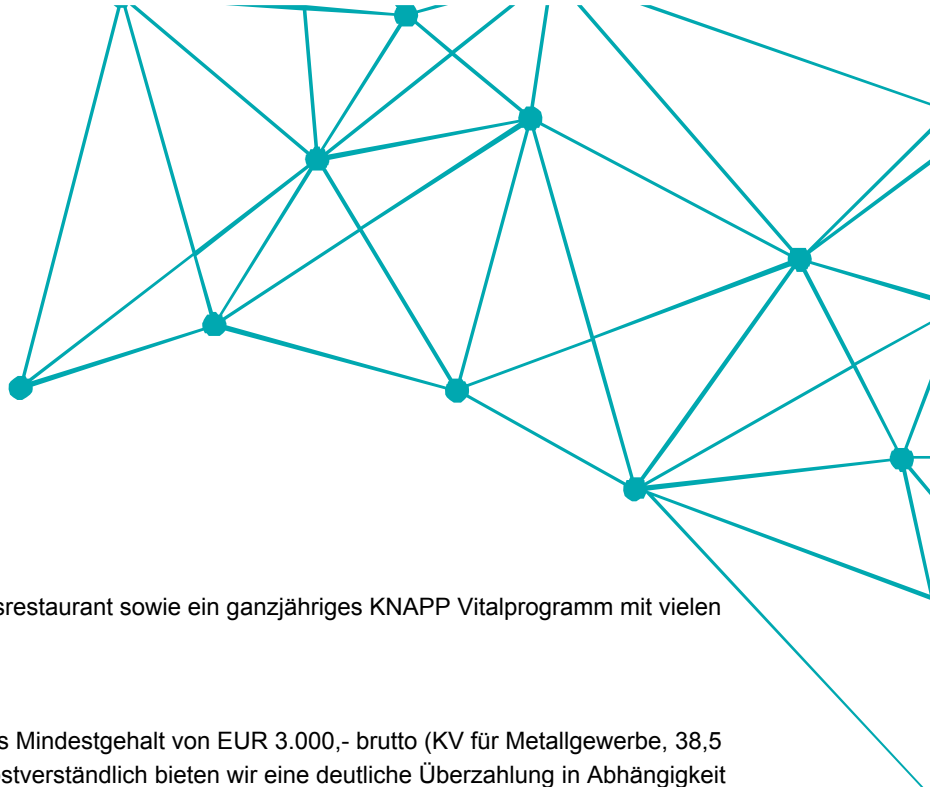 srestaurant sowie ein ganzjähriges KNAPP Vitalprogramm mit vielen
s Mindestgehalt von EUR 3.000,- brutto (KV für Metallgewerbe, 38,5
ostverständlich bieten wir eine deutliche Überzahlung in Abhängigkeit